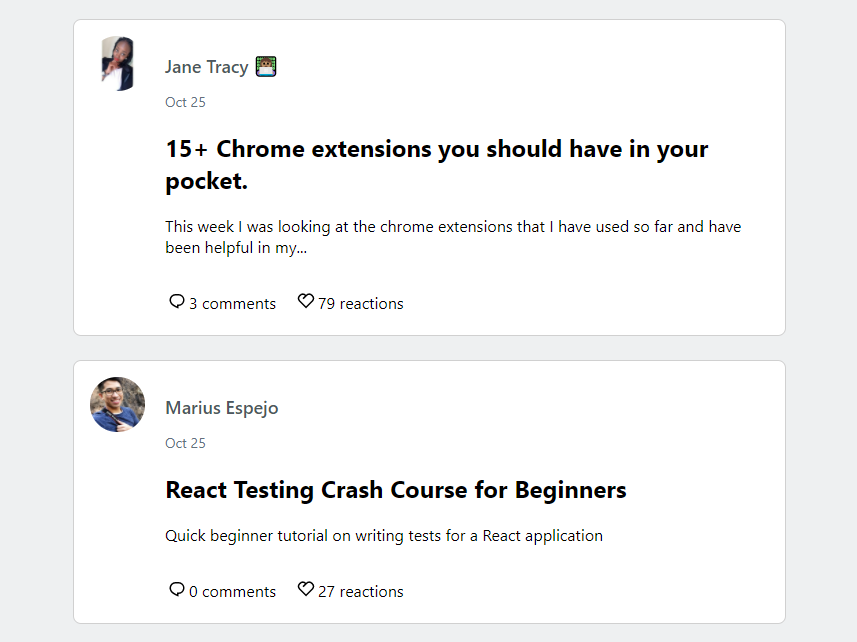 Jane Tracy 👩🏽‍💻
Oct 25
15+ Chrome extensions you should have in your
pocket.
This week I was looking at the chrome extensions that I have used so far and have
been helpful in my...
3 comments 79 reactions
Marius Espejo
Oct 25
React Testing Crash Course for Beginners
Quick beginner tutorial on writing tests for a React application
0 comments 27 reactions